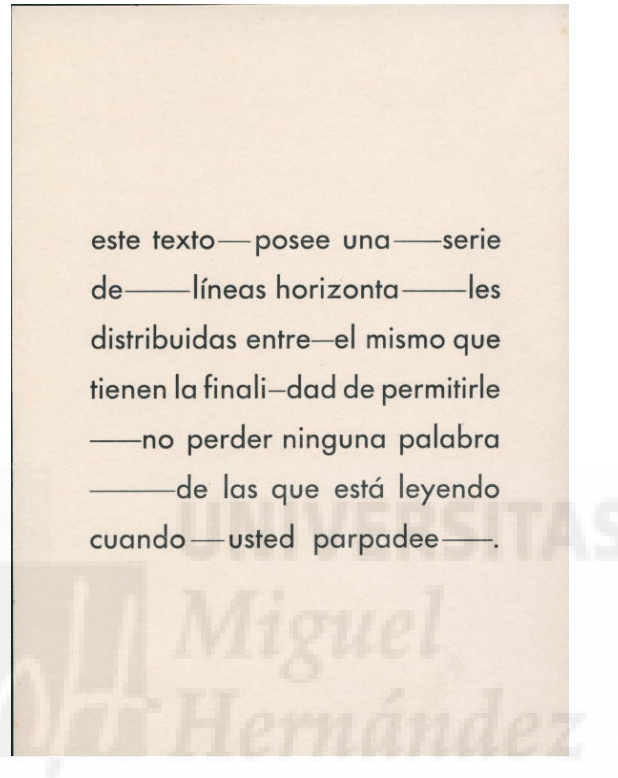 este texto—posee una——serie
de———líneas horizonta——les
distribuidas entre—el mismo que
tienen la finali–dad de permitirle
——no perder ninguna palabra
———de las que está leyendo
cuando—usted parpadee——.
UNIVERSITAS
Miguel
Hernández